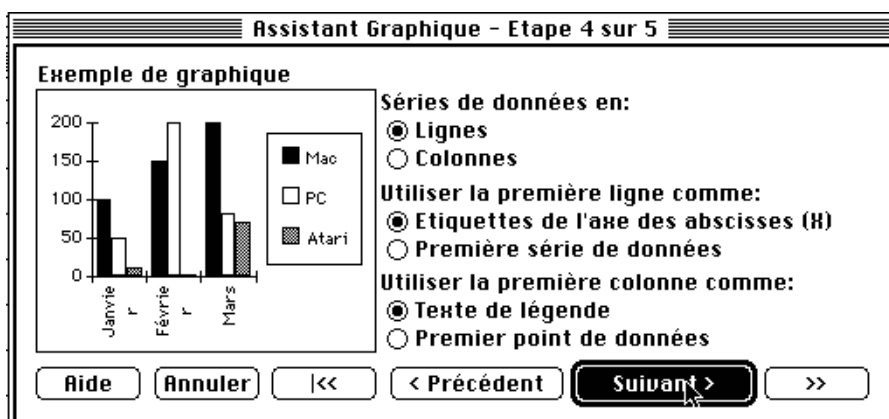 Assistant Graphique - Etape 4 sur 5
Exemple de graphique
200
150
100
50
0
Janvie
r
Févrie
r
Mars
Mac
PC
Atari
Séries de données en:
Lignes
Colonnes
Utiliser la première ligne comme:
Etiquettes de l'axe des abscisses (X)
Première série de données
Utiliser la première colonne comme:
Texte de légende
Premier point de données
Aide
Annuler
|<<
< Précédent
Suivant >
>>